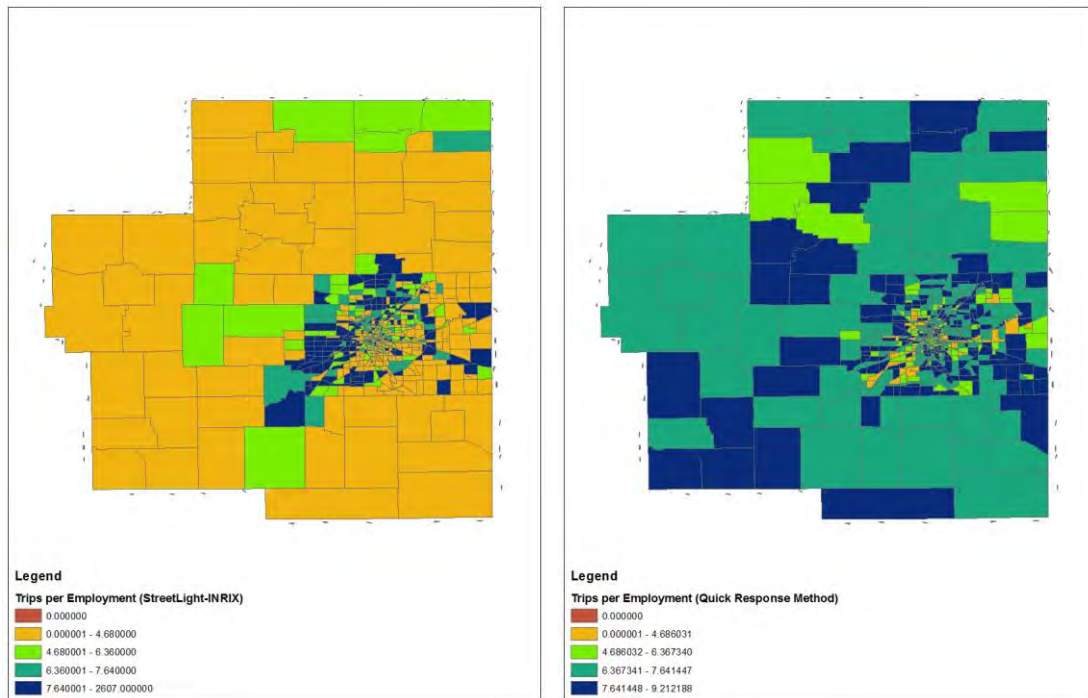 Legend
Trips per Employment (StreetLight-INRIX)
0.000000
0.000001 - 4.680000
4.680001 - 6.360000
6.360001 - 7.640000
7.640001 - 2607.000000
Legend
Trips per Employment (Quick Response Method)
0.000000
0.000001 - 4.686031
4.686032 - 6.367340
6.367341 - 7.641447
7.641448 - 9.212188